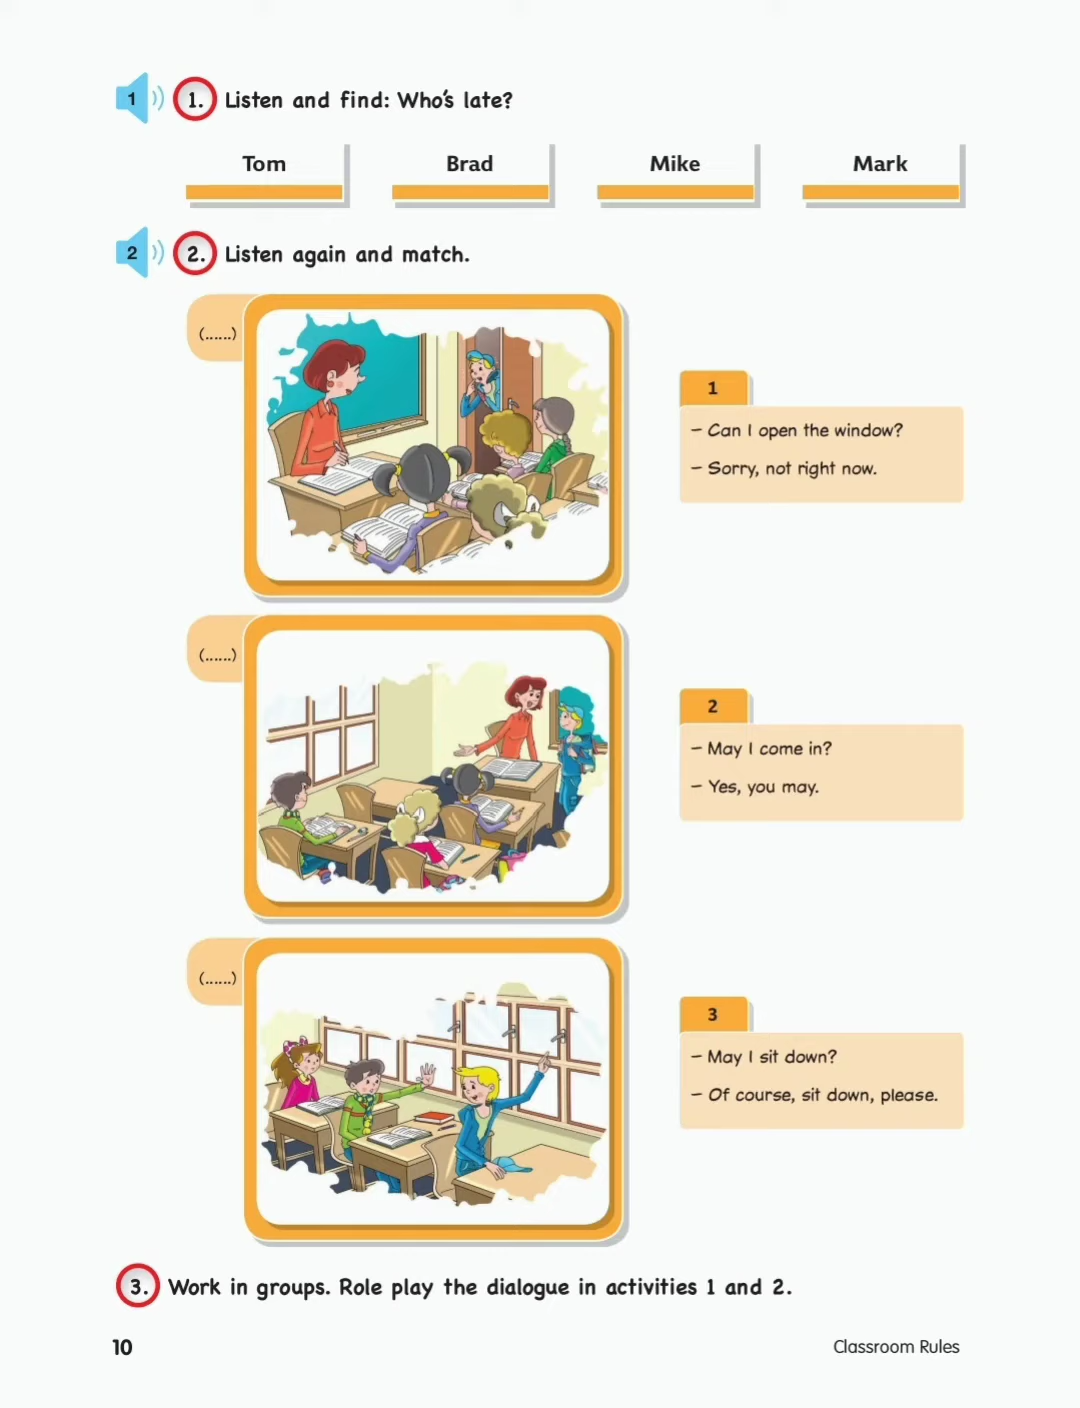 1 1. Listen and find: Who's late?
Tom Brad Mike Mark
2 2. Listen again and match.
(......)
1
– Can I open the window?
– Sorry, not right now.
(......)
2
– May I come in?
– Yes, you may.
(......)
3
– May I sit down?
– Of course, sit down, please.
3. Work in groups. Role play the dialogue in activities 1 and 2.
10 Classroom Rules